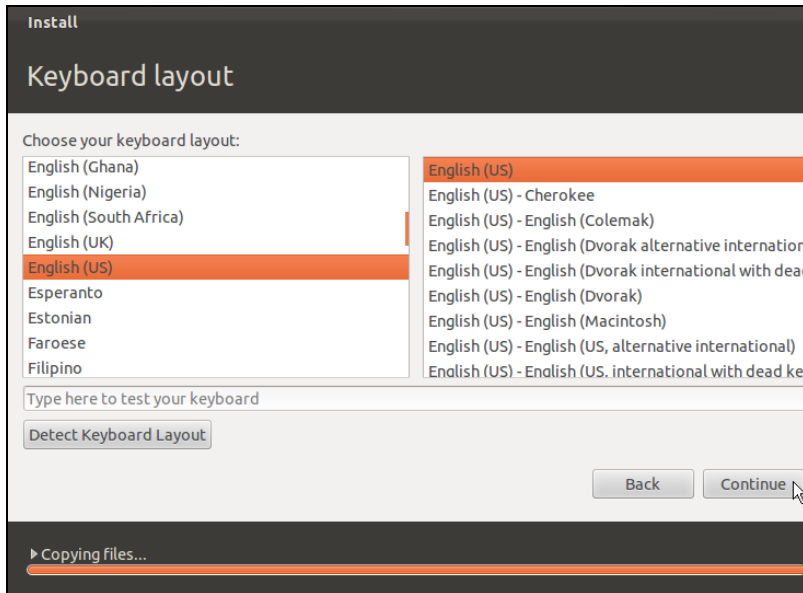 Install
Keyboard layout
Choose your keyboard layout:
English (Ghana)
English (Nigeria)
English (South Africa)
English (UK)
English (US)
Esperanto
Estonian
Faroese
Filipino
English (US)
English (US) - Cherokee
English (US) - English (Colemak)
English (US) - English (Dvorak alternative internation
English (US) - English (Dvorak international with dea
English (US) - English (Dvorak)
English (US) - English (Macintosh)
English (US) - English (US, alternative international)
English (US) - English (US, international with dead ke
Type here to test your keyboard
Detect Keyboard Layout
Back
Continue
Copying files...